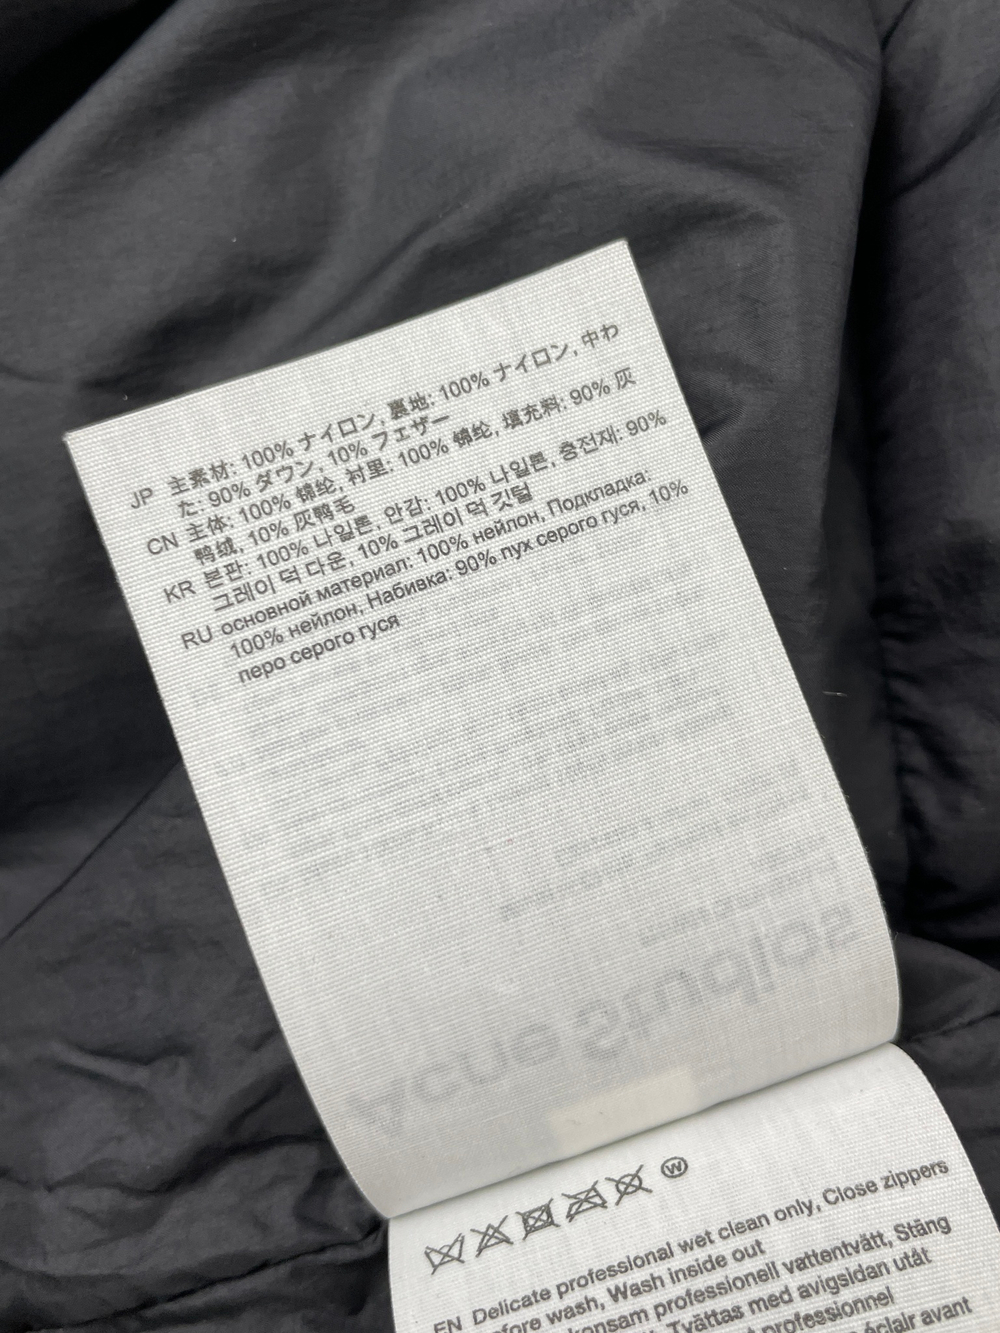 JP 主素材: 100% ナイロン, 裏地: 100% ナイロン, 中わ
た: 90% ダウン, 10% フェザー
CN 主体: 100% 锦纶, 衬里: 100% 锦纶, 填充料: 90% 灰
鸭绒, 10% 灰鸭毛
KR 본판: 100% 나일론, 안감: 100% 나일론, 충전재: 90%
그레이 덕 다운, 10% 그레이 덕 깃털
RU основной материал: 100% нейлон, Подкладка:
100% нейлон, Набивка: 90% пух серого гуся, 10%
перо серого гуся
Acne Studios
W
EN Delicate professional wet clean only, Close zippers
before wash, Wash inside out
konsam professionell vattentvätt, Stäng
Tvättas med avigsidan utåt
professionnel
éclair avant